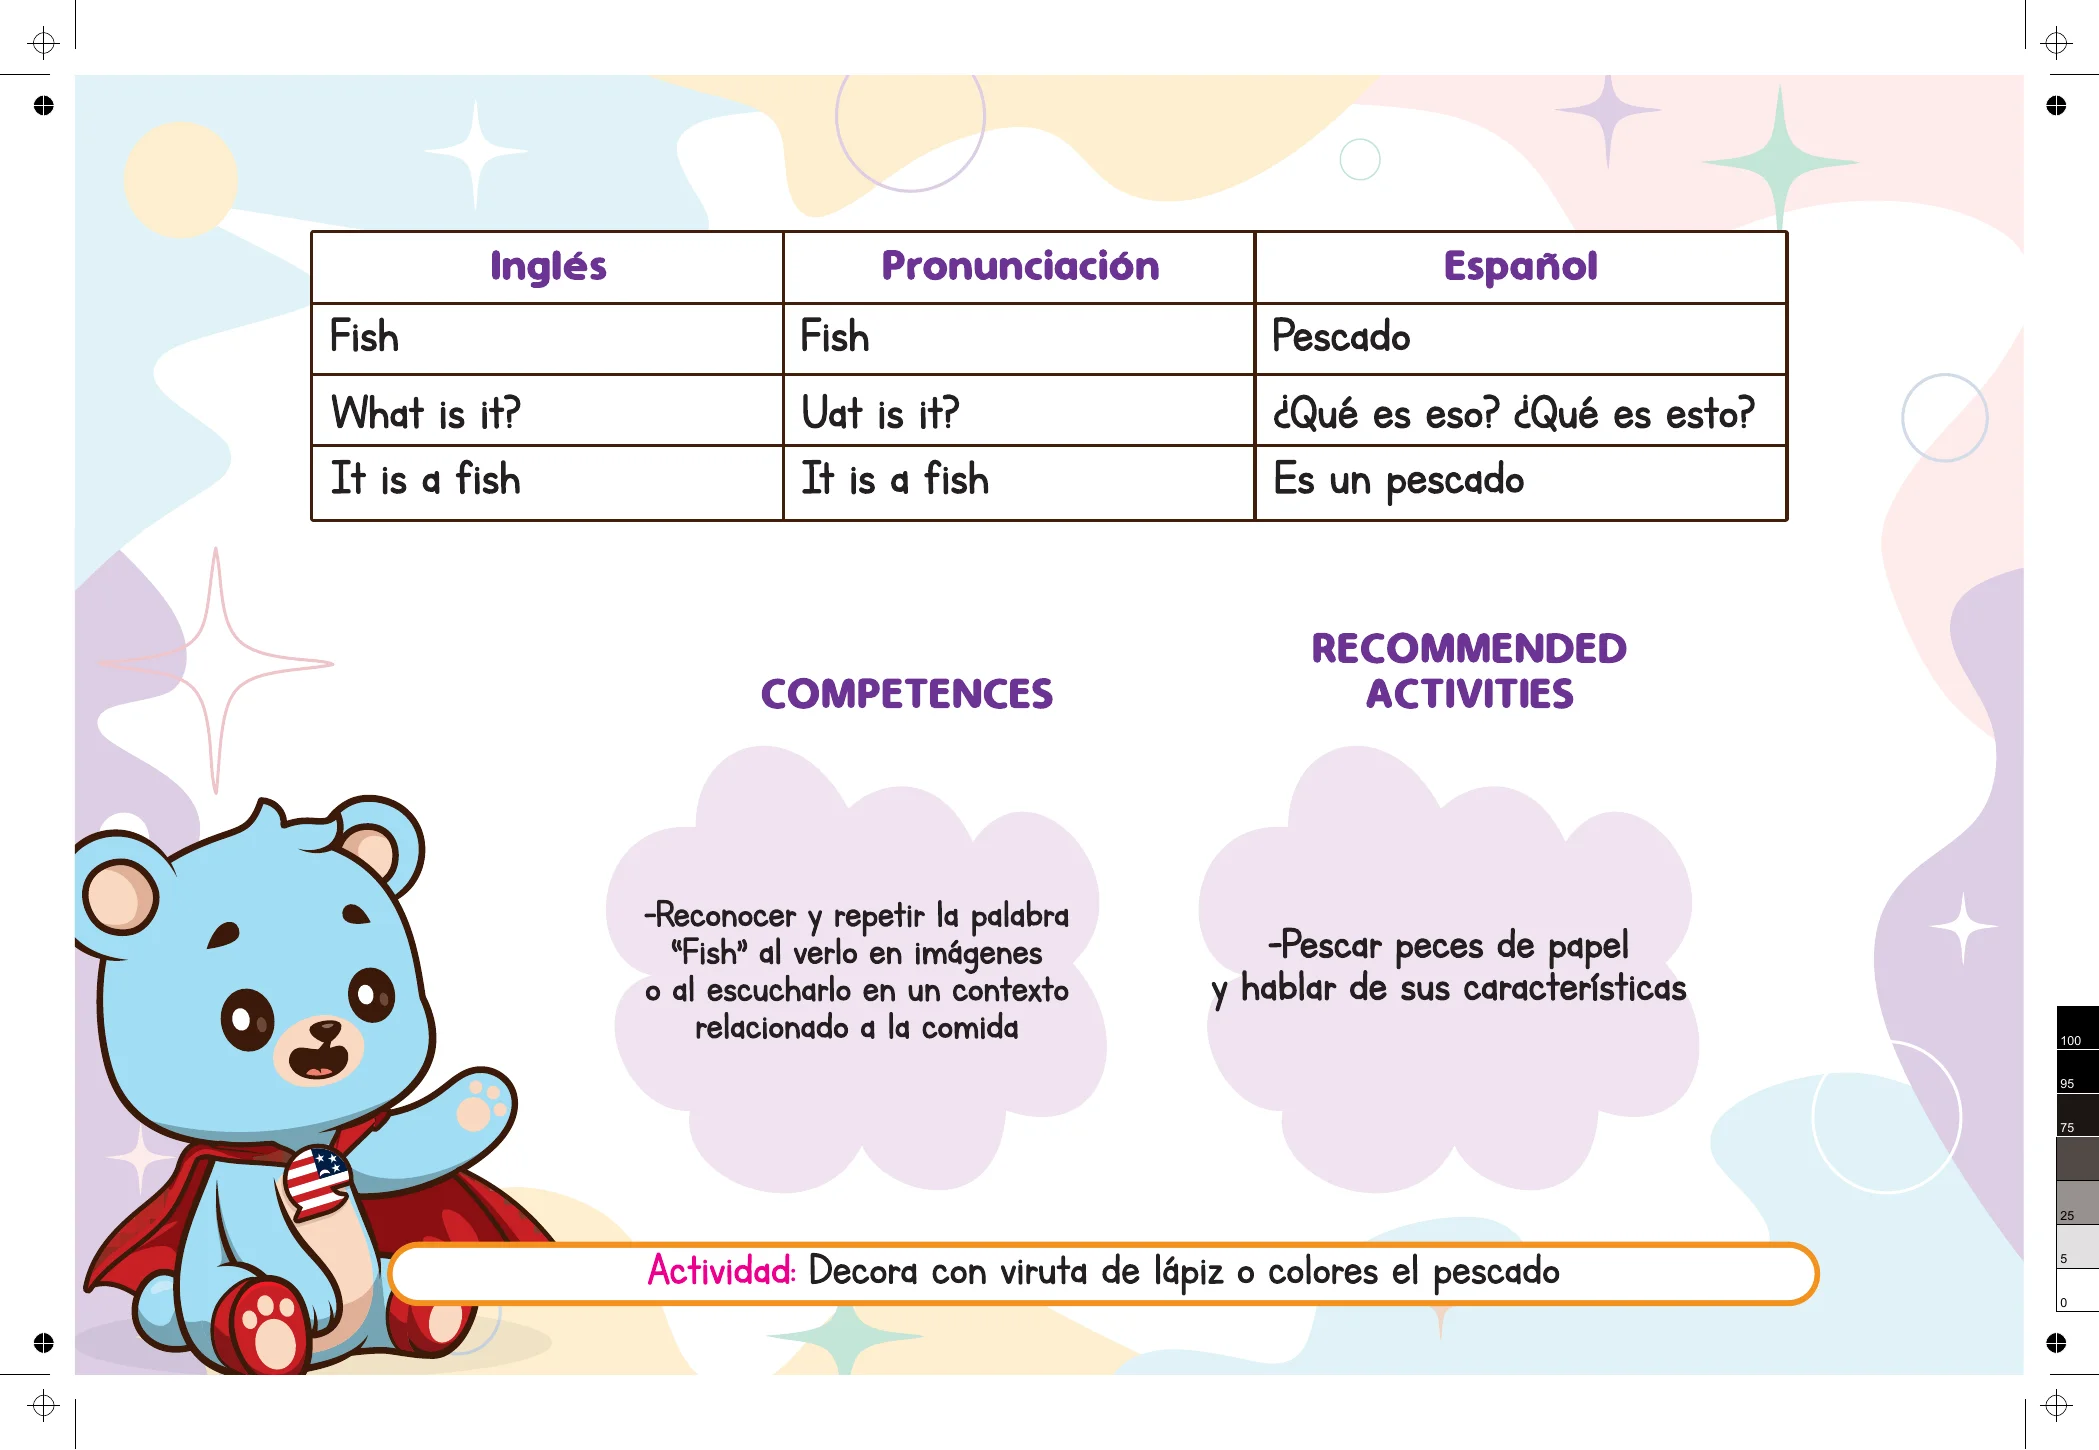 Inglés Pronunciación Español
Fish Fish Pescado
What is it? Uat is it? ¿Qué es eso? ¿Qué es esto?
It is a fish It is a fish Es un pescado
COMPETENCES
-Reconocer y repetir la palabra
“Fish” al verlo en imágenes
o al escucharlo en un contexto
relacionado a la comida
RECOMMENDED
ACTIVITIES
-Pescar peces de papel
y hablar de sus características
Actividad: Decora con viruta de lápiz o colores el pescado
100
95
75
25
5
0